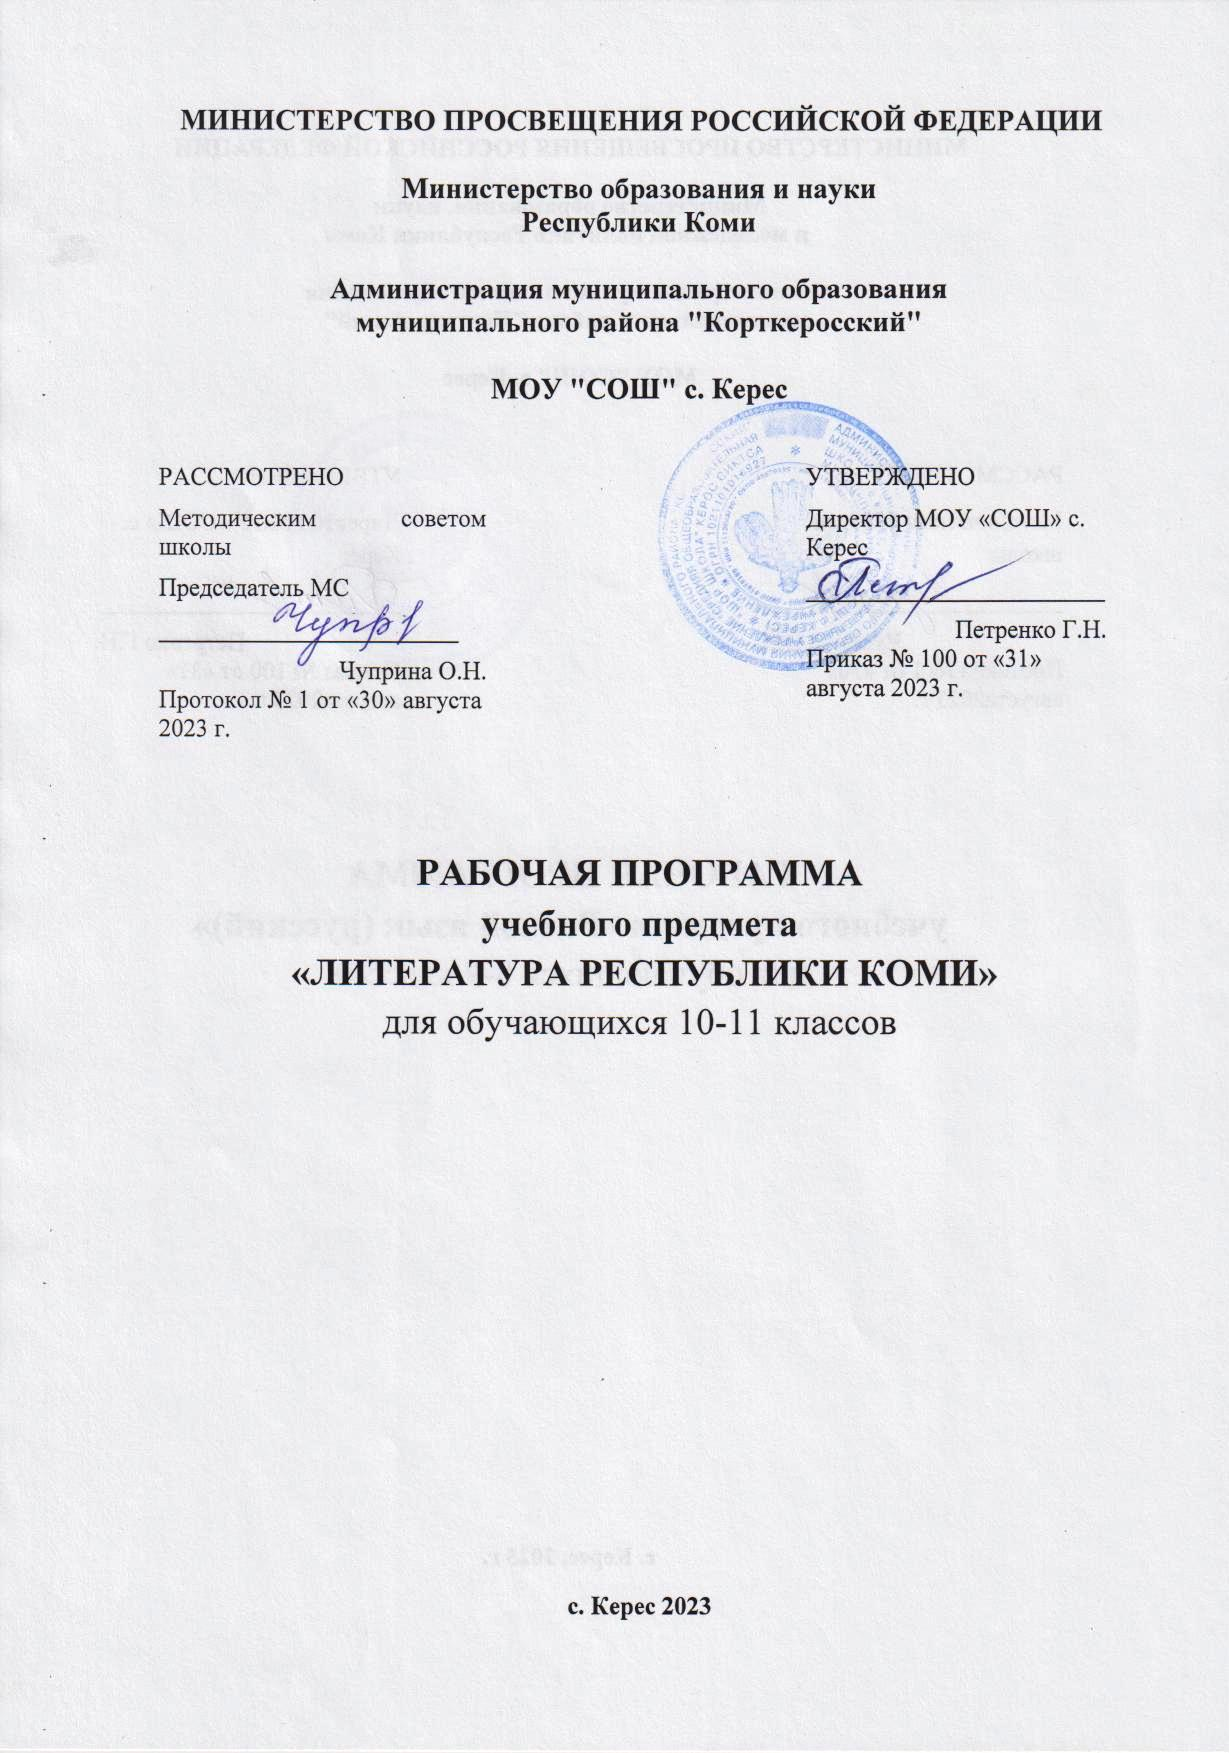 МИНИСТЕРСТВО ПРОСВЕЩЕНИЯ РОССИЙСКОЙ ФЕДЕРАЦИИ
Министерство образования и науки
Республики Коми
Администрация муниципального образования
муниципального района "Корткеросский"
МОУ "СОШ" с. Керес
РАССМОТРЕНО
Методическим советом
школы
Председатель МС
Чупр
Чуприна О.Н.
Протокол № 1 от «30» августа
2023 г.
УТВЕРЖДЕНО
Директор МОУ «СОШ» с.
Керес
Петр
Петренко Г.Н.
Приказ № 100 от «31»
августа 2023 г.
РАБОЧАЯ ПРОГРАММА
учебного предмета
«ЛИТЕРАТУРА РЕСПУБЛИКИ КОМИ»
для обучающихся 10-11 классов
с. Керес 2023